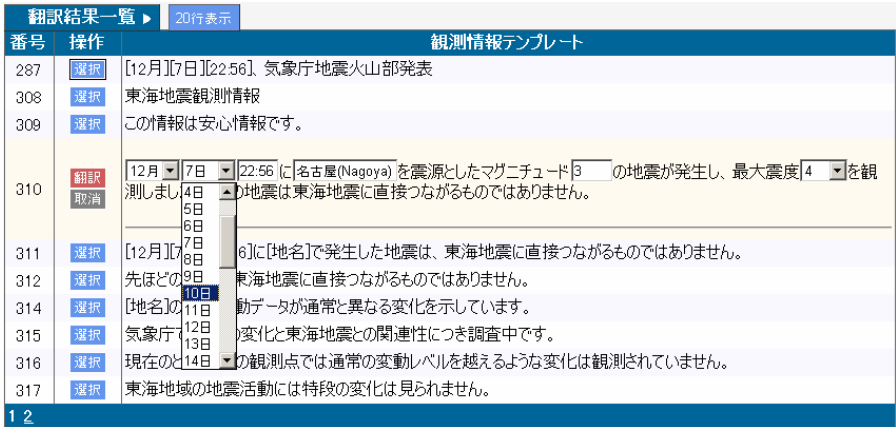 翻訳結果一覧 ▶ 20行表示
番号 操作 観測情報テンプレート
287 選択 [12月][7日][22:56]、気象庁地震火山部発表
308 選択 東海地震観測情報
309 選択 この情報は安心情報です。
310 翻訳 12月 7日 22:56 に 名古屋(Nagoya) を震源としたマグニチュード 3 の地震が発生し、最大震度 4 を観
取消 測しまし の地震は東海地震に直接つながるものではありません。
4日
5日
6日
7日
8日
9日
10日
11日
12日
13日
14日
311 選択 [12月][7 6]に[地名]で発生した地震は、東海地震に直接つながるものではありません。
312 選択 先ほどの 東海地震に直接つながるものではありません。
314 選択 [地名]の 動データが通常と異なる変化を示しています。
315 選択 気象庁で の変化と東海地震との関連性につき調査中です。
316 選択 現在のと の観測点では通常の変動レベルを越えるような変化は観測されていません。
317 選択 東海地域の地震活動には特段の変化は見られません。
1 2